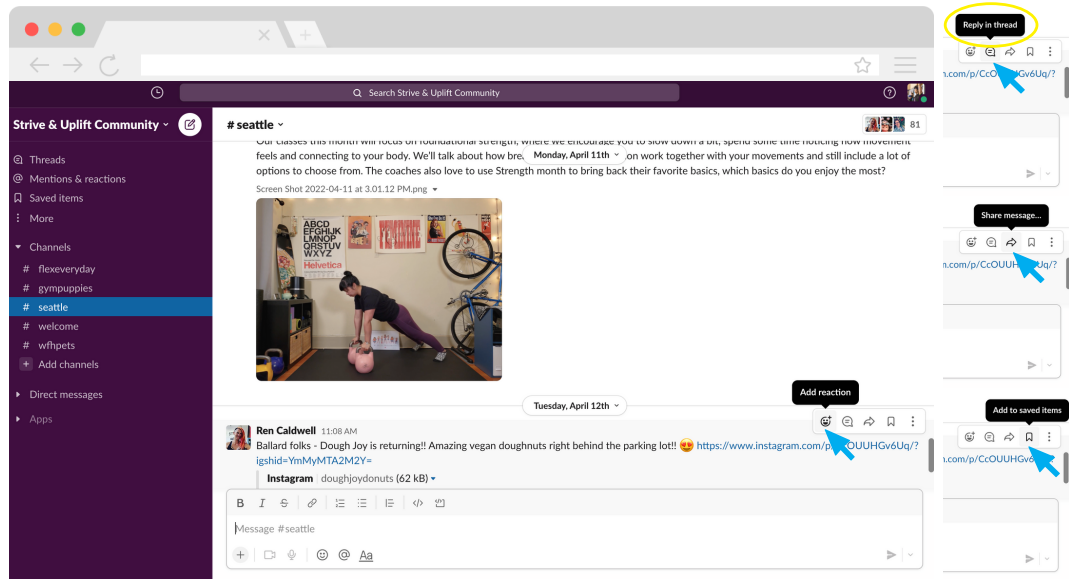 Search Strive & Uplift Community
Strive & Uplift Community
Threads
@ Mentions & reactions
Saved items
More
Channels
# flexeveryday
# gympuppies
# seattle
# welcome
# wfhpets
+ Add channels
Direct messages
Apps
# seattle
81
Our classes this month will focus on foundational strength, where we encourage you to slow down a bit, spend some time noticing how movement
feels and connecting to your body. We'll talk about how
Monday, April 11th
on work together with your movements and still include a lot of
options to choose from. The coaches also love to use Strength month to bring back their favorite basics, which basics do you enjoy the most?
Screen Shot 2022-04-11 at 3.01.12 PM.png
ABCD
EFGHIJK
LMNOP
QRSTUV
WXYZ
Helvetica
Tuesday, April 12th
Add reaction
Ren Caldwell 11:08 AM
Ballard folks - Dough Joy is returning!! Amazing vegan doughnuts right behind the parking lot!! 😍 https://www.instagram.com/p/ OUUHGv6Uq/?
igshid=YmMyMTA2M2Y=
Instagram doughjoydonuts (62 kB)
B I S
Message #seattle
+ @ Aa
Reply in thread
n.com/p/CcO Gv6Uq/?
Share message...
n.com/p/CcOUUH Uq/?
Add to saved items
n.com/p/CcOUUHGv6